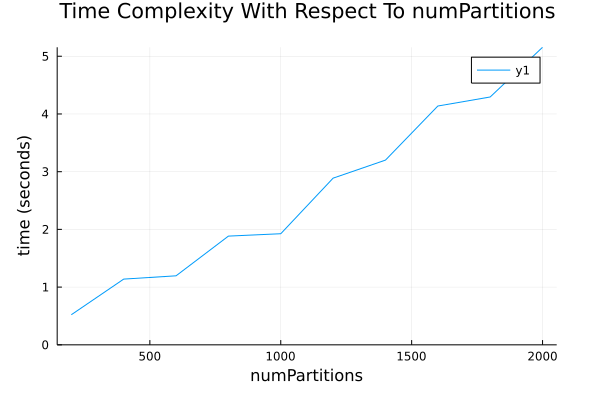 Time Complexity With Respect To numPartitions
y1
time (seconds)
5
4
3
2
1
0
500 1000 1500 2000
numPartitions